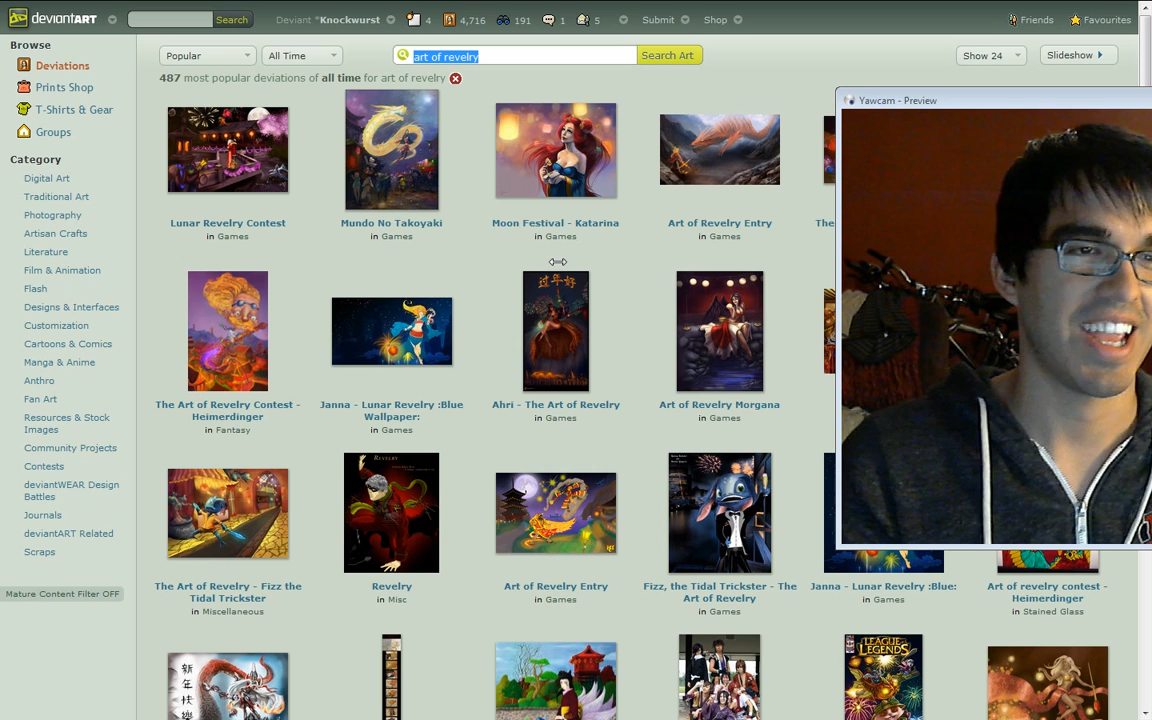 deviantART
Search
Deviant *Knockwurst
4
4,716
191
1
5
Submit
Shop
Friends
Favourites
Browse
Deviations
Prints Shop
T-Shirts & Gear
Groups
Category
Digital Art
Traditional Art
Photography
Artisan Crafts
Literature
Film & Animation
Flash
Designs & Interfaces
Customization
Cartoons & Comics
Manga & Anime
Anthro
Fan Art
Resources & Stock
Images
Community Projects
Contests
deviantWEAR Design
Battles
Journals
deviantART Related
Scraps
Mature Content Filter OFF
Popular
All Time
art of revelry
Search Art
Show 24
Slideshow
487 most popular deviations of all time for art of revelry
Yawcam - Preview
Lunar Revelry Contest
in Games
Mundo No Takoyaki
in Games
Moon Festival - Katarina
in Games
Art of Revelry Entry
in Games
The
The Art of Revelry Contest -
Heimerdinger
in Fantasy
Janna - Lunar Revelry :Blue
Wallpaper:
in Games
过年好
Ahri - The Art of Revelry
in Games
Art of Revelry Morgana
in Games
The Art of Revelry - Fizz the
Tidal Trickster
in Miscellaneous
REVELRY
Revelry
in Misc
Art of Revelry Entry
in Games
Fizz, the Tidal Trickster - The
Art of Revelry
in Games
Janna - Lunar Revelry :Blue:
in Games
Art of revelry contest -
Heimerdinger
in Stained Glass
新年快樂
LEAGUE
LEGENDS